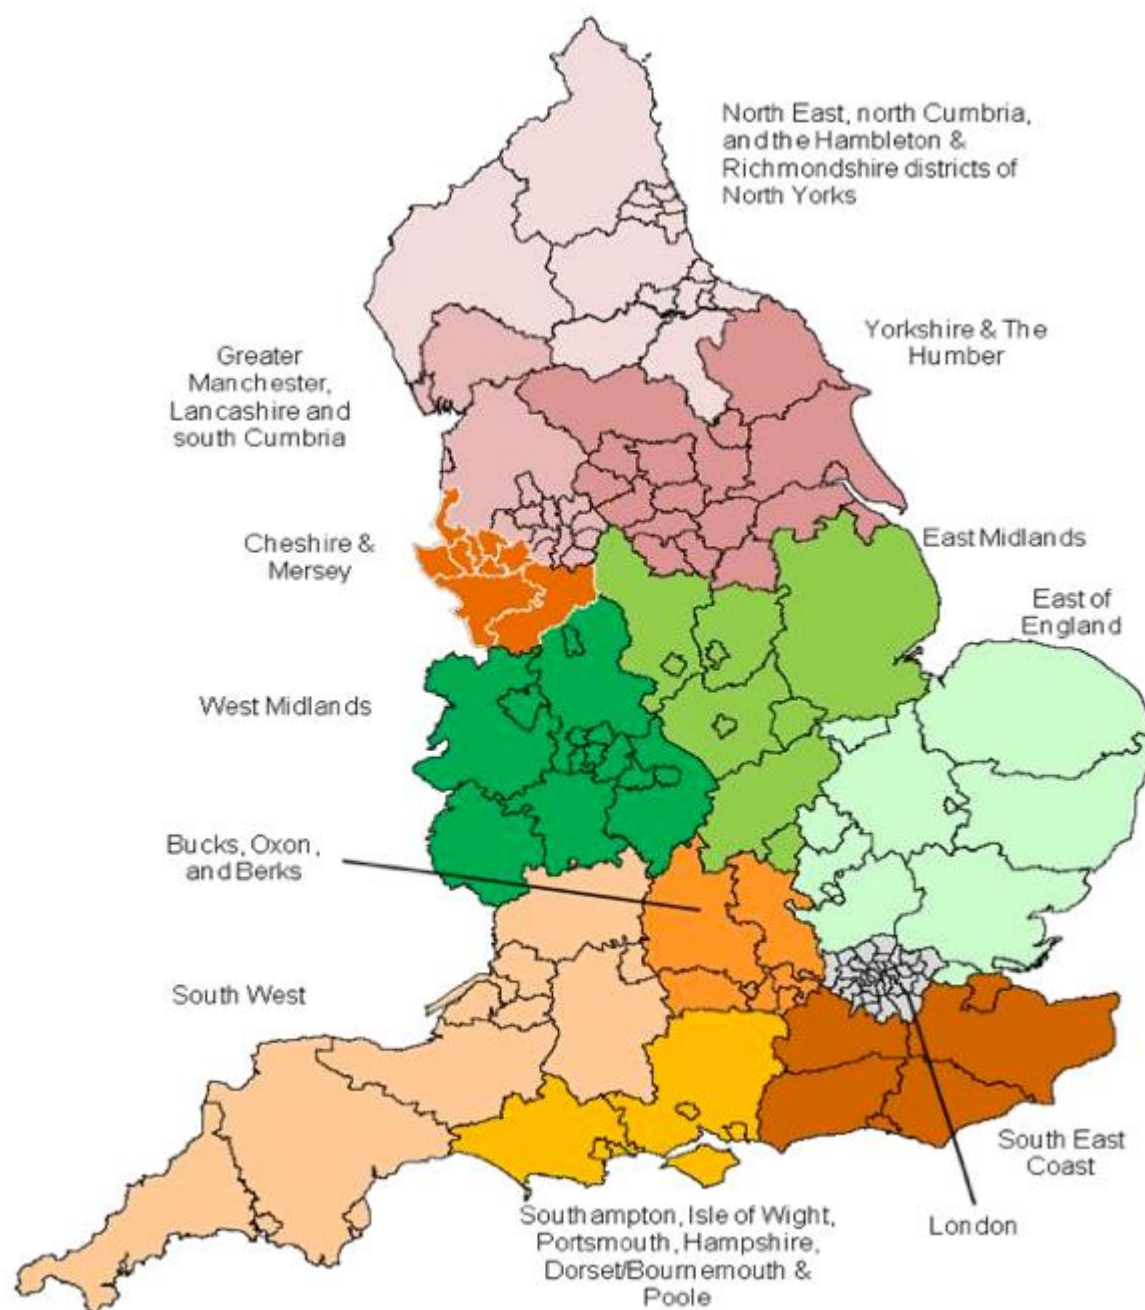 North East, north Cumbria,
and the Hambleton &
Richmondshire districts of
North Yorks
Yorkshire & The
Humber
Greater
Manchester,
Lancashire and
south Cumbria
Cheshire &
Mersey
East Midlands
East of
England
West Midlands
Bucks, Oxon,
and Berks
South West
South East
Coast
London
Southampton, Isle of Wight,
Portsmouth, Hampshire,
Dorset/Bournemouth &
Poole